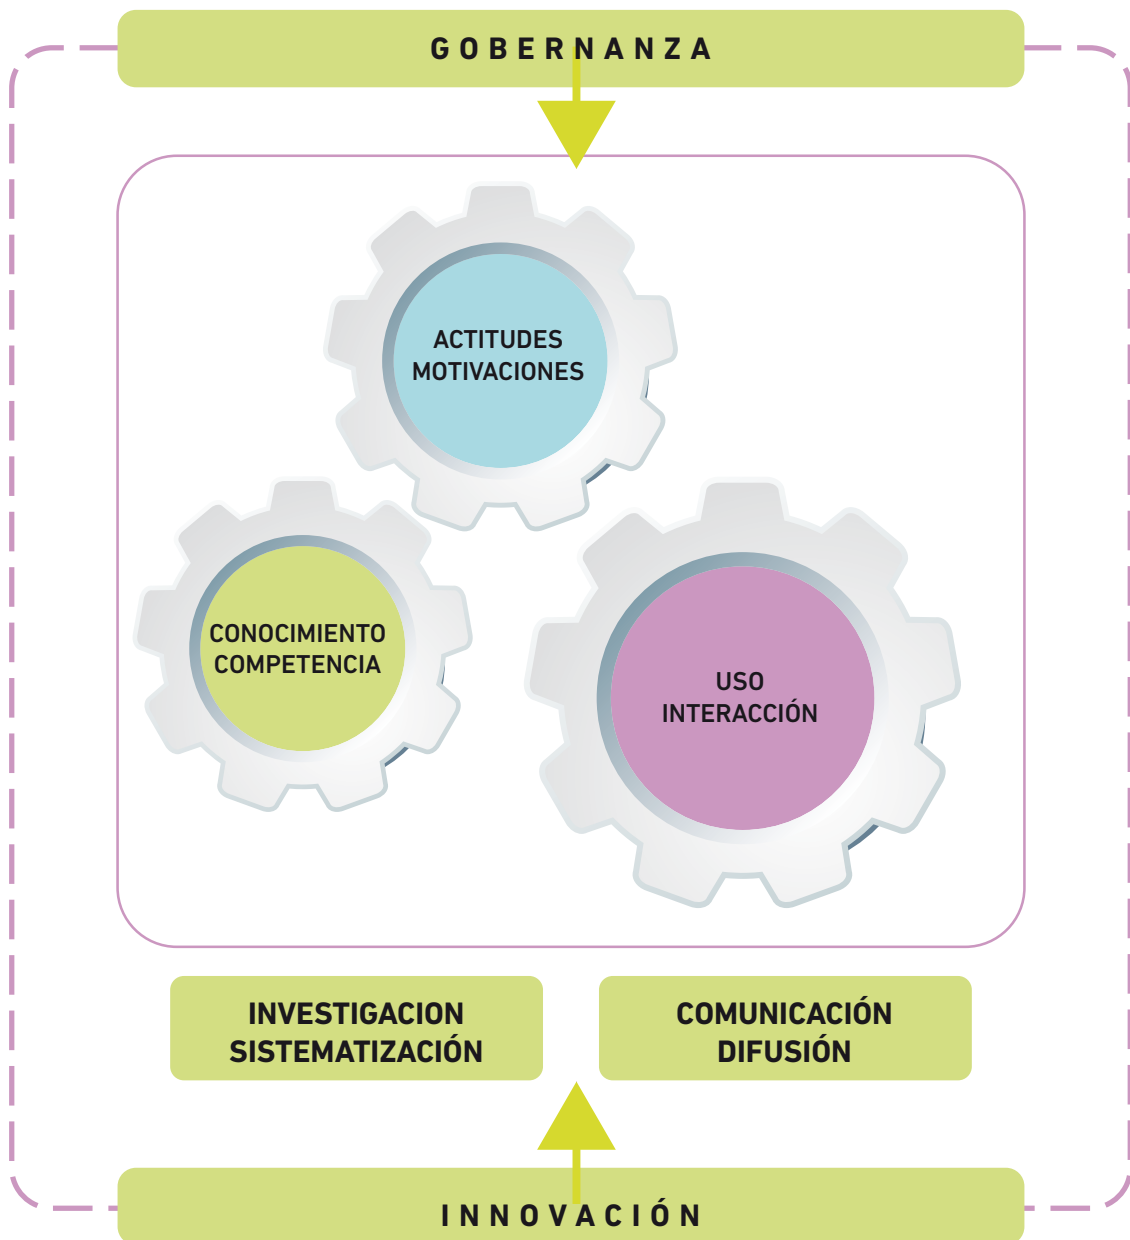 GOBERNANZA
ACTITUDES
MOTIVACIONES
CONOCIMIENTO
COMPETENCIA
USO
INTERACCIÓN
INVESTIGACION
SISTEMATIZACIÓN
COMUNICACIÓN
DIFUSIÓN
INNOVACIÓN